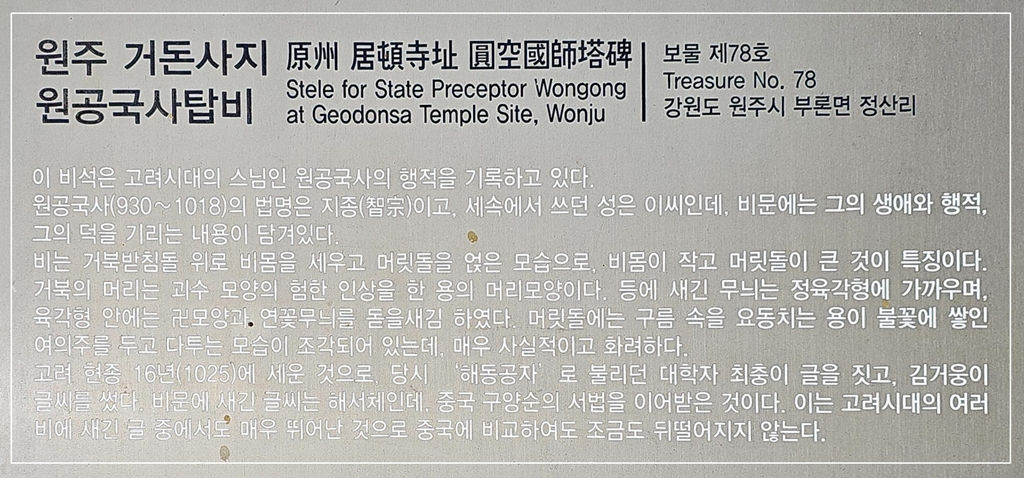 원주 거돈사지
원공국사탑비
原州 居頓寺址 圓空國師塔碑
Stele for State Preceptor Wongong
at Geodonsa Temple Site, Wonju
보물 제78호
Treasure No. 78
강원도 원주시 부론면 정산리
이 비석은 고려시대의 스님인 원공국사의 행적을 기록하고 있다.
원공국사(930～1018)의 법명은 지종(智宗)이고, 세속에서 쓰던 성은 이씨인데, 비문에는 그의 생애와 행적,
그의 덕을 기리는 내용이 담겨있다.
비는 거북받침돌 위로 비몸을 세우고 머릿돌을 얹은 모습으로, 비몸이 작고 머릿돌이 큰 것이 특징이다.
거북의 머리는 괴수 모양의 험한 인상을 한 용의 머리모양이다. 등에 새긴 무늬는 정육각형에 가까우며,
육각형 안에는 卍모양과 연꽃무늬를 돋을새김 하였다. 머릿돌에는 구름 속을 요동치는 용이 불꽃에 쌓인
여의주를 두고 다투는 모습이 조각되어 있는데, 매우 사실적이고 화려하다.
고려 현종 16년(1025)에 세운 것으로, 당시 ‘해동공자’로 불리던 대학자 최충이 글을 짓고, 김거웅이
글씨를 썼다. 비문에 새긴 글씨는 해서체인데, 중국 구양순의 서법을 이어받은 것이다. 이는 고려시대의 여러
비에 새긴 글 중에서도 매우 뛰어난 것으로 중국에 비교하여도 조금도 뒤떨어지지 않는다.